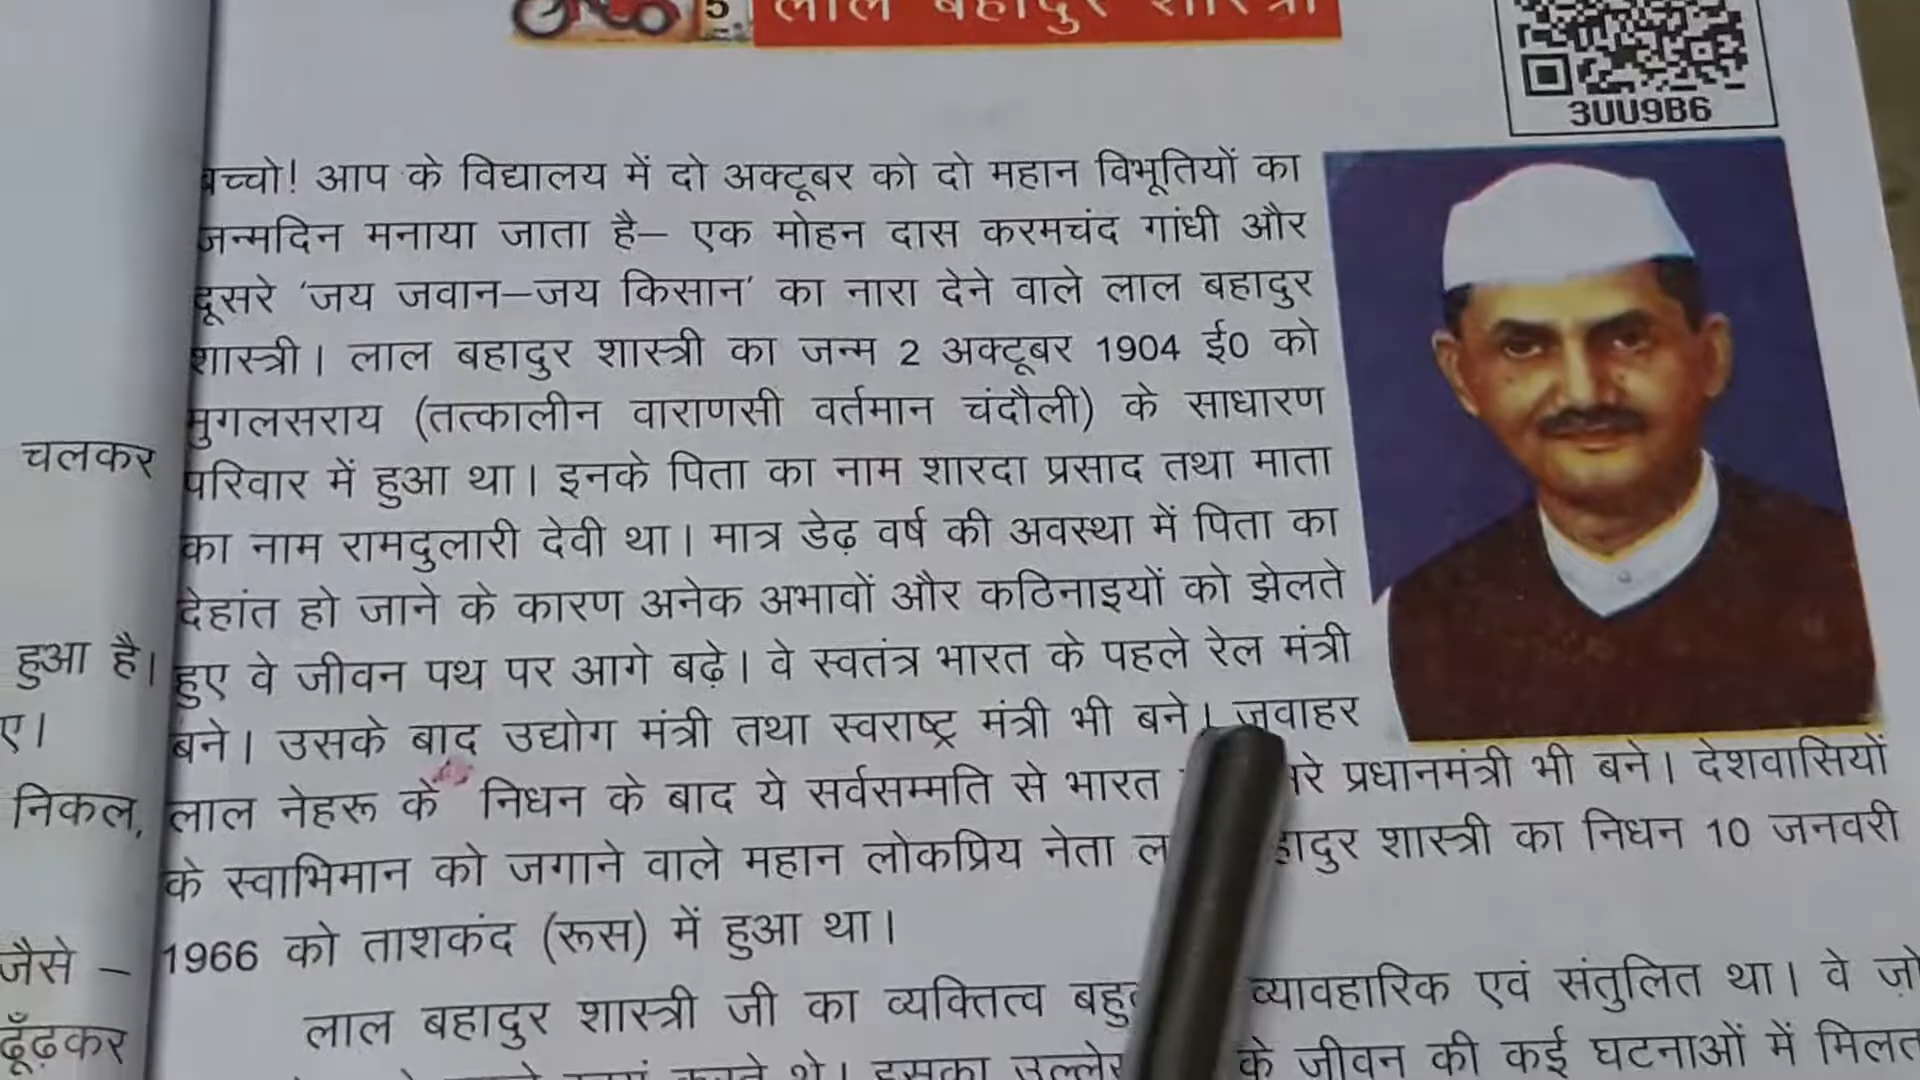 5 लाल बहादुर शास्त्री
3UU9B6
बच्चो! आप के विद्यालय में दो अक्टूबर को दो महान विभूतियों का
जन्मदिन मनाया जाता है– एक मोहन दास करमचंद गांधी और
दूसरे 'जय जवान–जय किसान' का नारा देने वाले लाल बहादुर
शास्त्री। लाल बहादुर शास्त्री का जन्म 2 अक्टूबर 1904 ई0 को
मुगलसराय (तत्कालीन वाराणसी वर्तमान चंदौली) के साधारण
परिवार में हुआ था। इनके पिता का नाम शारदा प्रसाद तथा माता
का नाम रामदुलारी देवी था। मात्र डेढ़ वर्ष की अवस्था में पिता का
देहांत हो जाने के कारण अनेक अभावों और कठिनाइयों को झेलते
हुए वे जीवन पथ पर आगे बढ़े। वे स्वतंत्र भारत के पहले रेल मंत्री
बने। उसके बाद उद्योग मंत्री तथा स्वराष्ट्र मंत्री भी बने। जवाहर
लाल नेहरू के निधन के बाद ये सर्वसम्मति से भारत प्रधानमंत्री भी बने। देशवासियों
के स्वाभिमान को जगाने वाले महान लोकप्रिय नेता शास्त्री का निधन 10 जनवरी
1966 को ताशकंद (रूस) में हुआ था।
लाल बहादुर शास्त्री जी का व्यक्तित्व व्यावहारिक एवं संतुलित था। वे
के जीवन की कई घटनाओं में
चलकर
हुआ है।
ए।
निकल,
जैसे –
ढूँढ़कर